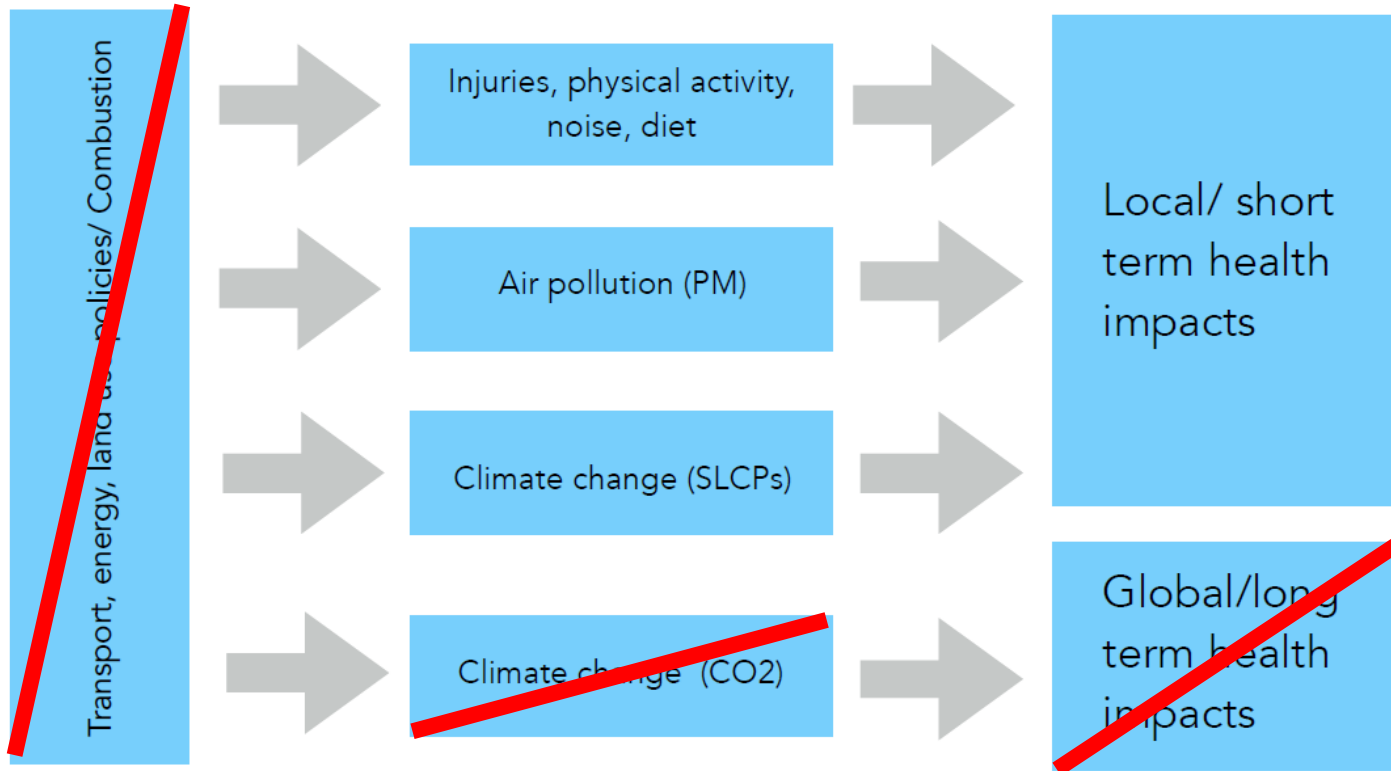 Transport, energy, land use policies/ Combustion
Injuries, physical activity,
noise, diet
Air pollution (PM)
Climate change (SLCPs)
Climate change (CO2)
Local/ short
term health
impacts
Global/long
term health
impacts